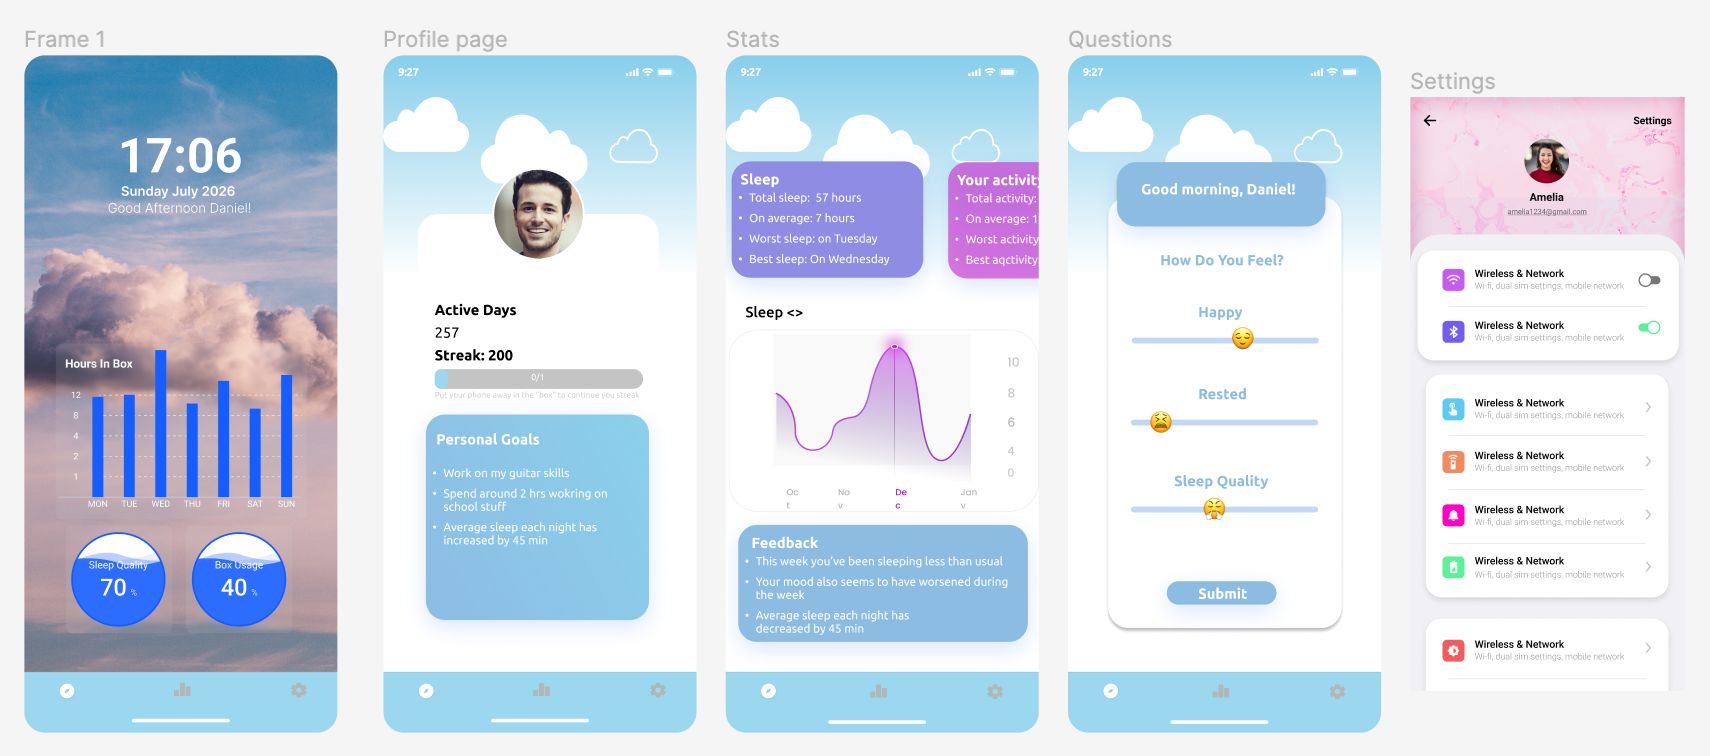 Frame 1
17:06
Sunday July 2026
Good Afternoon Daniel!
Hours In Box
12
8
4
2
1
MON TUE WED THU FRI SAT SUN
Sleep Quality
70 %
Box Usage
40 %
Profile page
9:27
Active Days
257
Streak: 200
0/1
Put your phone away in the "box" to continue you streak
Personal Goals
• Work on my guitar skills
• Spend around 2 hrs wokring on
school stuff
• Average sleep each night has
increased by 45 min
Stats
9:27
Sleep
• Total sleep: 57 hours
• On average: 7 hours
• Worst sleep: on Tuesday
• Best sleep: On Wednesday
Your activity
• Total activity:
• On average: 1
• Worst activity
• Best aqctivity
Sleep <>
10
8
6
4
0
Oc
t
No
v
De
c
Jan
v
Feedback
• This week you've been sleeping less than usual
• Your mood also seems to have worsened during
the week
• Average sleep each night has
decreased by 45 min
Questions
9:27
Good morning, Daniel!
How Do You Feel?
Happy
Rested
Sleep Quality
Submit
Settings
Settings
Amelia
amelia1234@gmail.com
Wireless & Network
Wi-fi, dual sim settings, mobile network
Wireless & Network
Wi-fi, dual sim settings, mobile network
Wireless & Network
Wi-fi, dual sim settings, mobile network
Wireless & Network
Wi-fi, dual sim settings, mobile network
Wireless & Network
Wi-fi, dual sim settings, mobile network
Wireless & Network
Wi-fi, dual sim settings, mobile network
Wireless & Network
Wi-fi, dual sim settings, mobile network